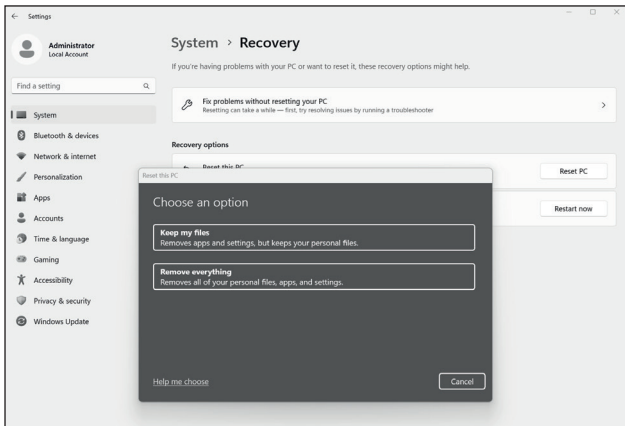 Settings
Administrator
Local Account
Find a setting
System
Bluetooth & devices
Network & internet
Personalization
Apps
Accounts
Time & language
Gaming
Accessibility
Privacy & security
Windows Update
System > Recovery
If you're having problems with your PC or want to reset it, these recovery options might help.
Fix problems without resetting your PC
Resetting can take a while — first, try resolving issues by running a troubleshooter
Recovery options
Reset this PC
Reset PC
Restart now
Reset this PC
Choose an option
Keep my files
Removes apps and settings, but keeps your personal files.
Remove everything
Removes all of your personal files, apps, and settings.
Help me choose
Cancel